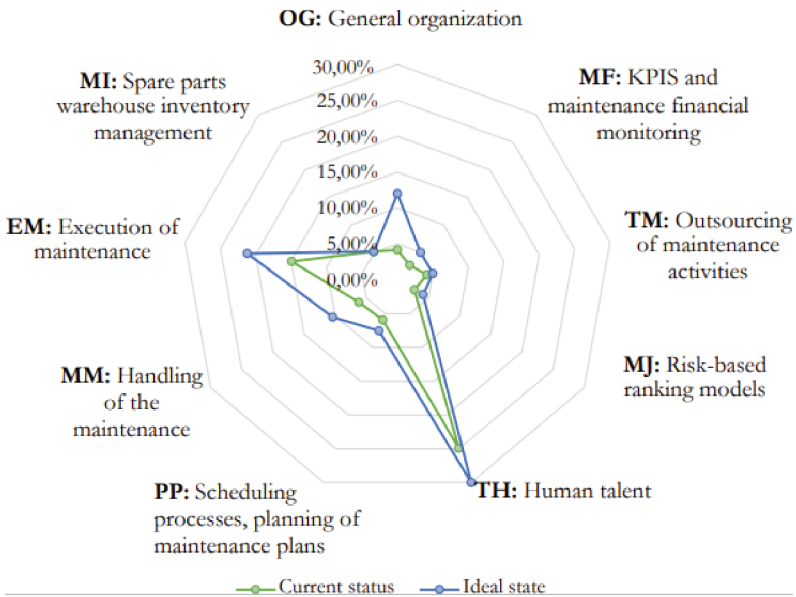 OG: General organization
MF: KPIS and
maintenance financial
monitoring
TM: Outsourcing
of maintenance
activities
MJ: Risk-based
ranking models
TH: Human talent
PP: Scheduling
processes, planning of
maintenance plans
MM: Handling
of the
maintenance
EM: Execution of
maintenance
MI: Spare parts
warehouse inventory
management
30,00%
25,00%
20,00%
15,00%
10,00%
5,00%
0,00%
Current status
Ideal state